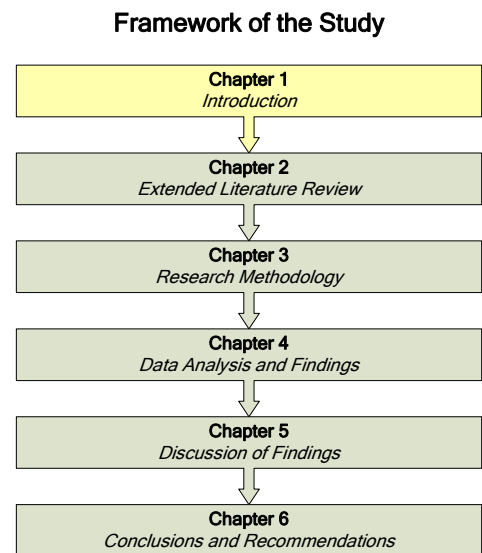 Framework of the Study
Chapter 1
Introduction
Chapter 2
Extended Literature Review
Chapter 3
Research Methodology
Chapter 4
Data Analysis and Findings
Chapter 5
Discussion of Findings
Chapter 6
Conclusions and Recommendations